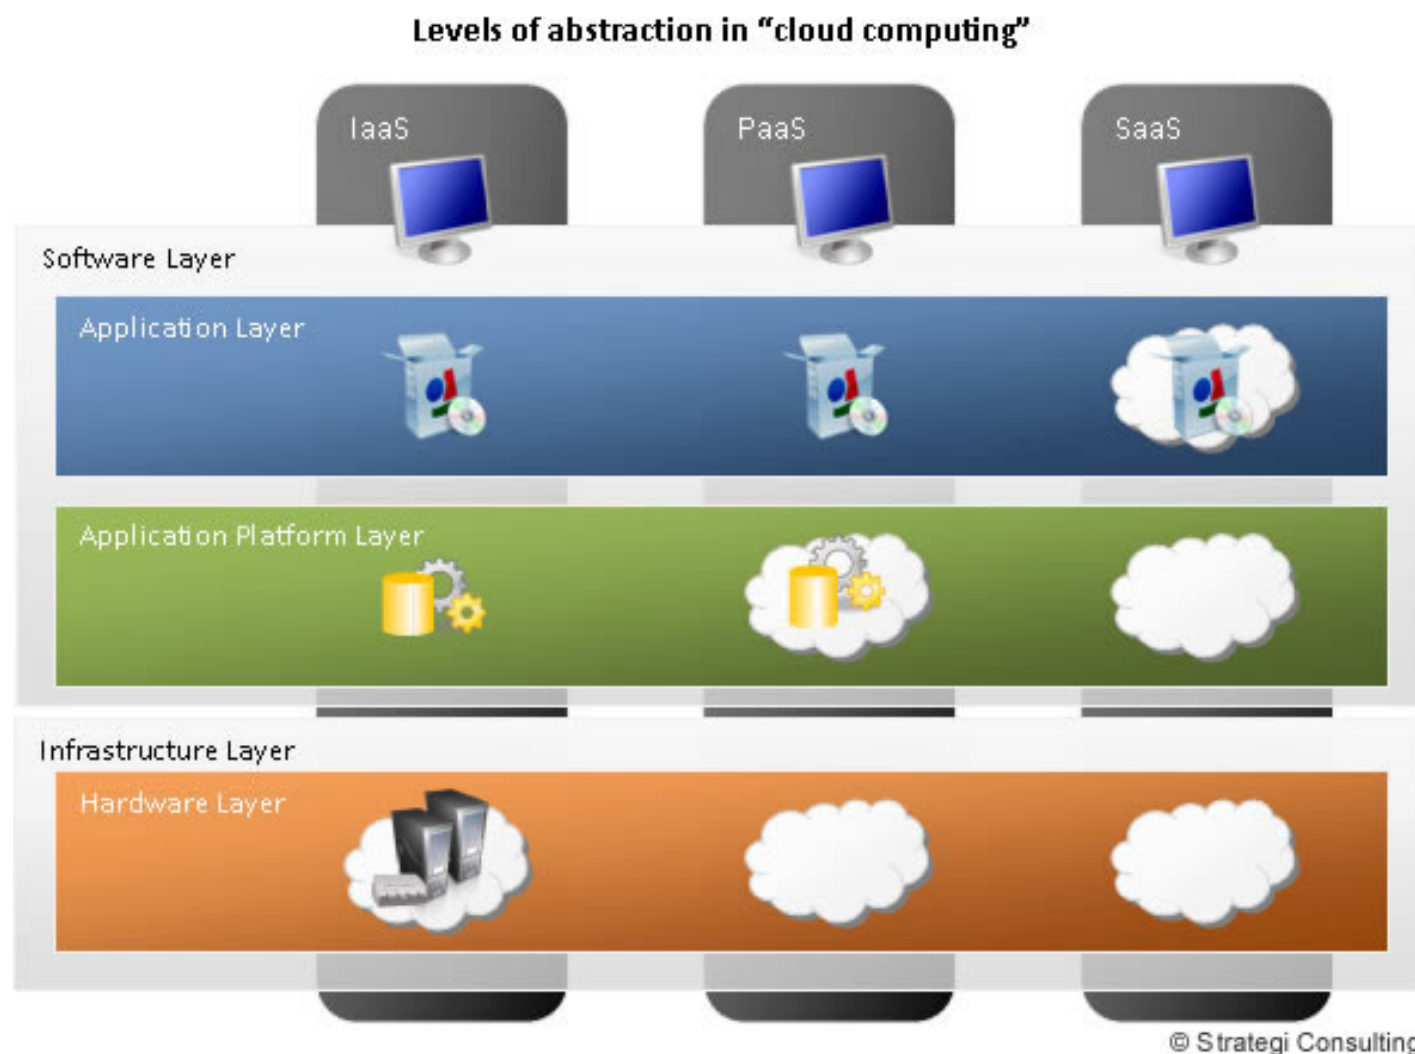 Levels of abstraction in “cloud computing”
IaaS
PaaS
SaaS
Software Layer
Application Layer
Application Platform Layer
Infrastructure Layer
Hardware Layer
© Strategi Consulting